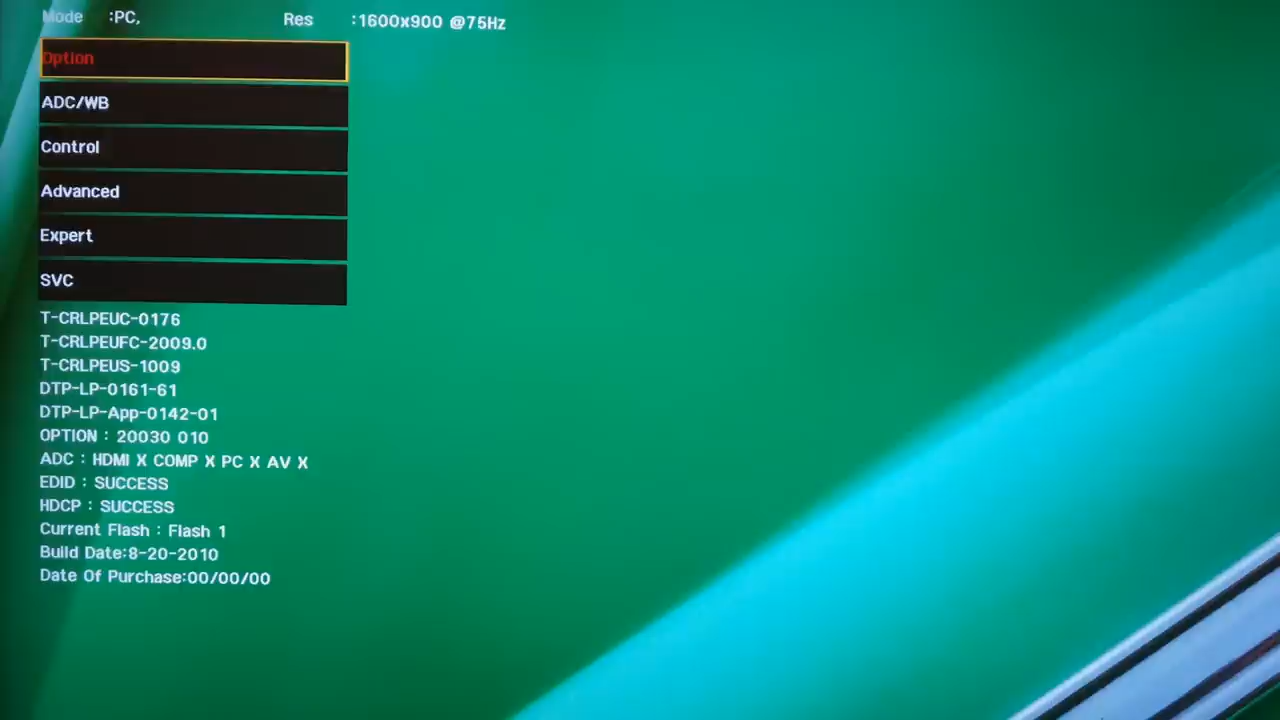 Mode :PC, Res :1600x900 @75Hz
Option
ADC/WB
Control
Advanced
Expert
SVC
T-CRLPEUC-0176
T-CRLPEUFC-2009.0
T-CRLPEUS-1009
DTP-LP-0161-61
DTP-LP-App-0142-01
OPTION : 20030 010
ADC : HDMI X COMP X PC X AV X
EDID : SUCCESS
HDCP : SUCCESS
Current Flash : Flash 1
Build Date:8-20-2010
Date Of Purchase:00/00/00